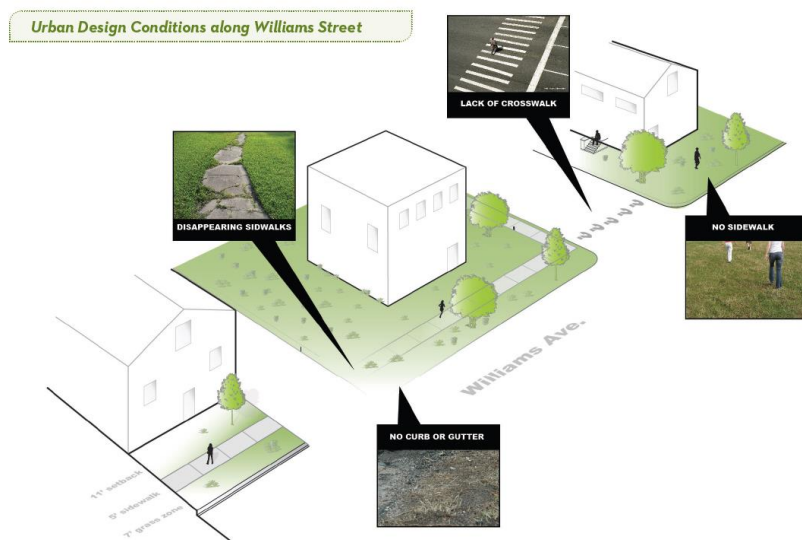 Urban Design Conditions along Williams Street
LACK OF CROSSWALK
DISAPPEARING SIDWALKS
NO SIDEWALK
Williams Ave.
NO CURB OR GUTTER
11' setback
5' sidewalk
7' grass zone